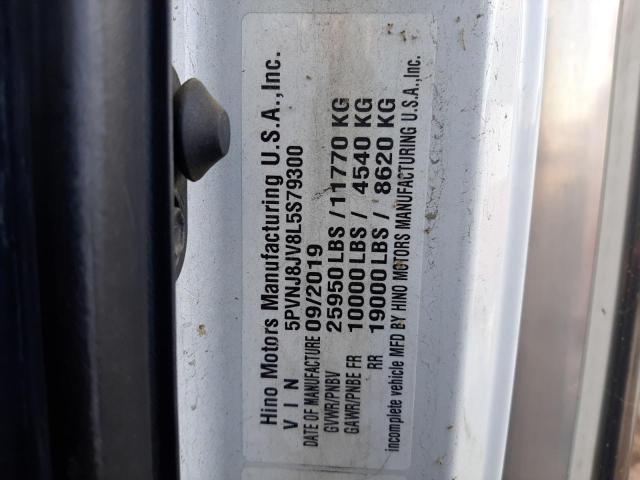 Hino Motors Manufacturing U.S.A.,Inc.
VIN 5PVNJ8JV8L5S79300
DATE OF MANUFACTURE 09/2019
GVWR/PNBV 25950 LBS / 11770 KG
GAWR/PNBE FR 10000 LBS / 4540 KG
RR 19000 LBS / 8620 KG
incomplete vehicle MFD BY HINO MOTORS MANUFACTURING U.S.A.,Inc.